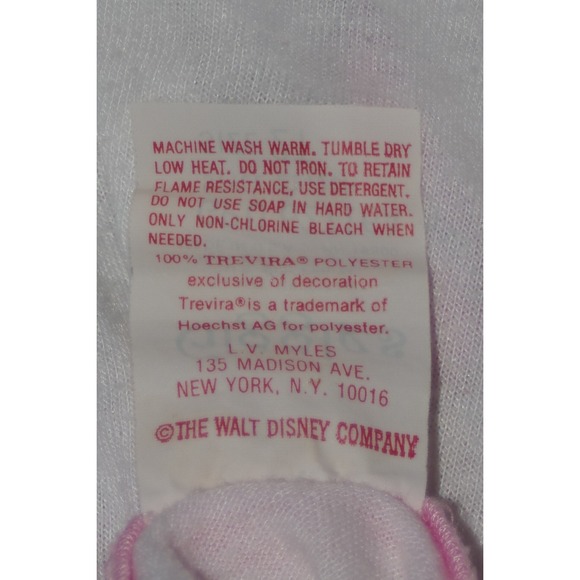 MACHINE WASH WARM. TUMBLE DRY
LOW HEAT. DO NOT IRON. TO RETAIN
FLAME RESISTANCE, USE DETERGENT.
DO NOT USE SOAP IN HARD WATER.
ONLY NON-CHLORINE BLEACH WHEN
NEEDED.
100% TREVIRA® POLYESTER
exclusive of decoration
Trevira® is a trademark of
Hoechst AG for polyester.
L.V. MYLES
135 MADISON AVE.
NEW YORK, N.Y. 10016
©THE WALT DISNEY COMPANY